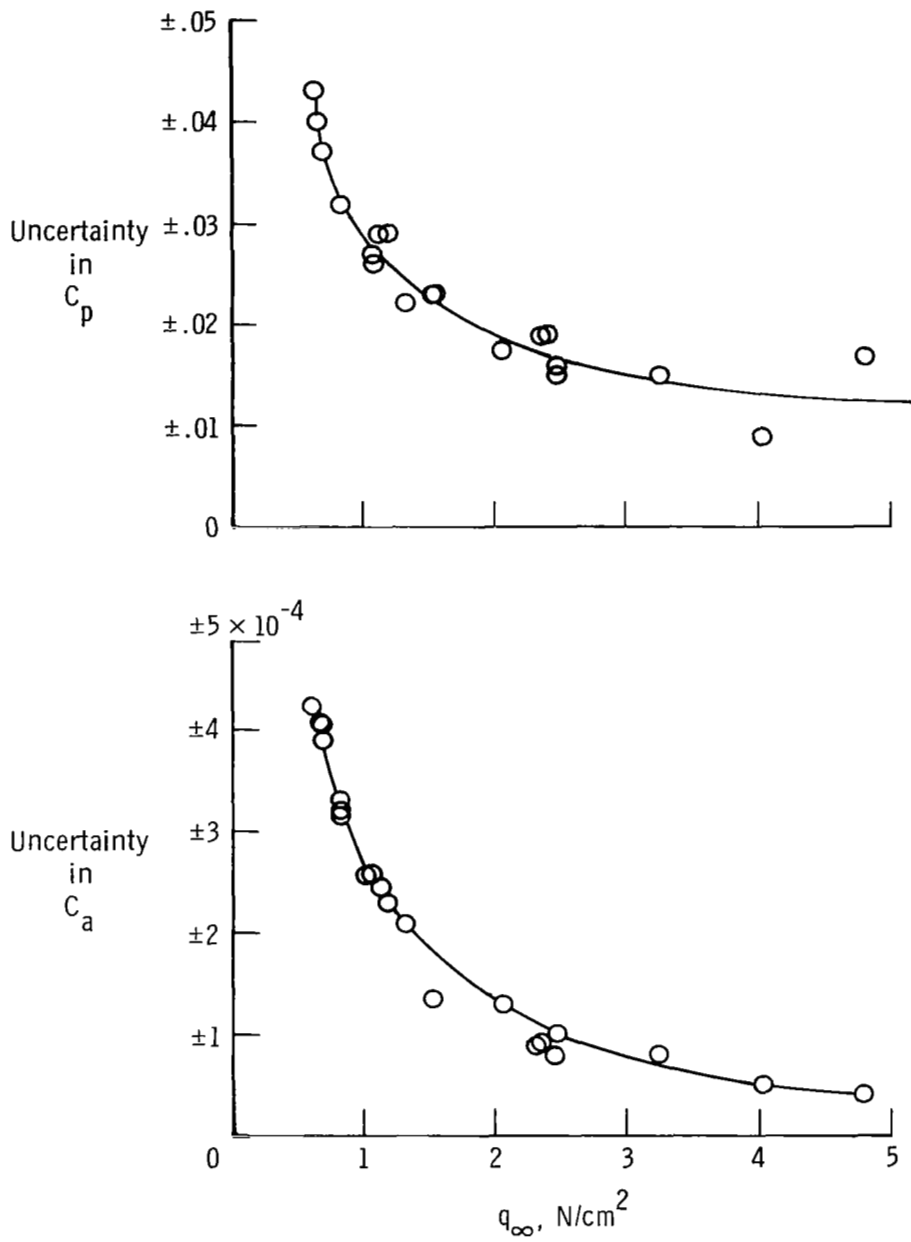 ±.05
±.04
±.03
±.02
±.01
0
Uncertainty
in
C_p
±5 × 10^-4
±4
±3
±2
±1
0
1
2
3
4
5
Uncertainty
in
C_a
q_∞, N/cm^2